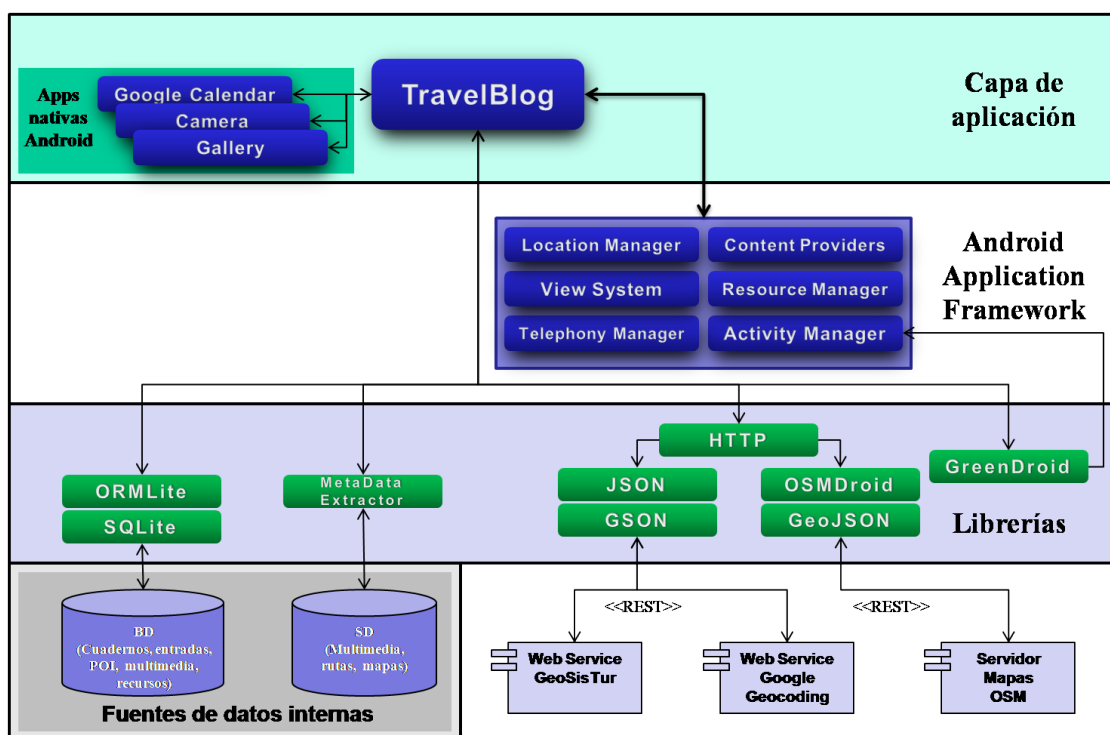 Apps
nativas
Android
Google Calendar
Camera
Gallery
TravelBlog
Capa de
aplicación
Location Manager
Content Providers
View System
Resource Manager
Telephony Manager
Activity Manager
Android
Application
Framework
HTTP
ORMLite
SQLite
MetaData
Extractor
JSON
GSON
OSMDroid
GeoJSON
GreenDroid
Librerías
BD
(Cuadernos, entradas,
POI, multimedia,
recursos)
SD
(Multimedia,
rutas, mapas)
Fuentes de datos internas
<<REST>>
<<REST>>
Web Service
GeoSisTur
Web Service
Google
Geocoding
Servidor
Mapas
OSM